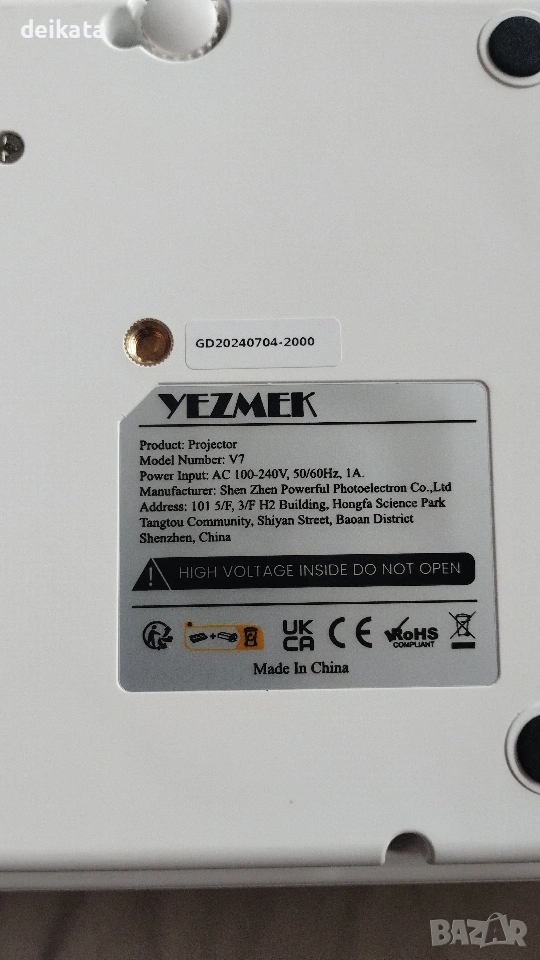 deikata
GD20240704-2000
YEZMEK
Product: Projector
Model Number: V7
Power Input: AC 100-240V, 50/60Hz, 1A.
Manufacturer: Shen Zhen Powerful Photoelectron Co.,Ltd
Address: 101 5/F, 3/F H2 Building, Hongfa Science Park
Tangtou Community, Shiyan Street, Baoan District
Shenzhen, China
HIGH VOLTAGE INSIDE DO NOT OPEN
UK
CA CE RoHS
COMPLIANT
Made In China
BAZAR